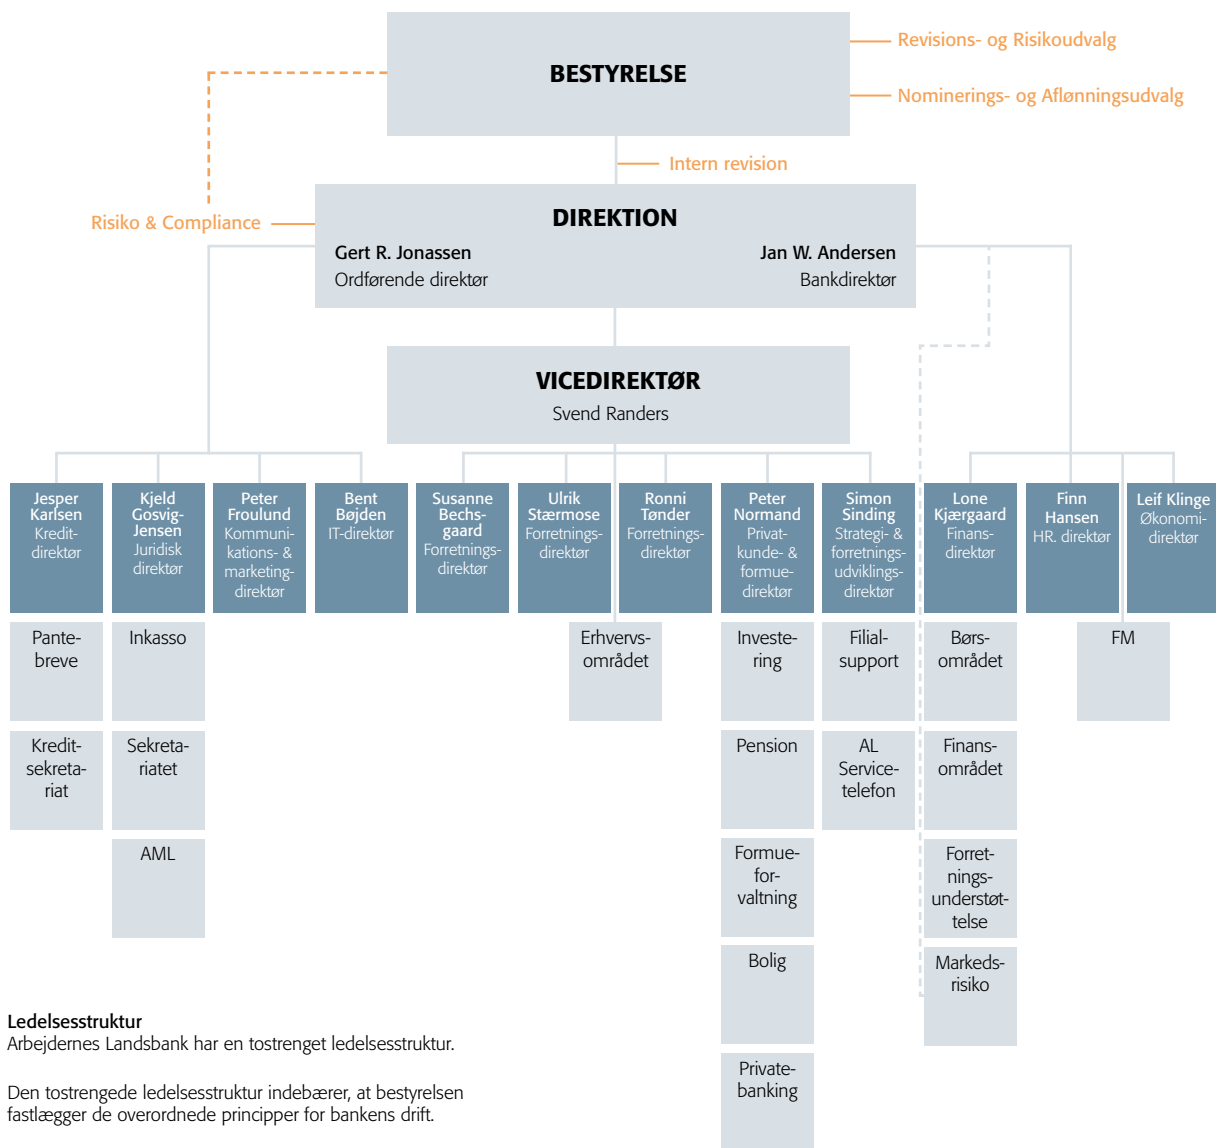 BESTYRELSE
Revisions- og Risikoudvalg
Nominerings- og Aflønningsudvalg
Intern revision
Risiko & Compliance
DIREKTION
Gert R. Jonassen
Ordførende direktør
Jan W. Andersen
Bankdirektør
VICEDIREKTØR
Svend Randers
Jesper
Karlsen
Kredit-
direktør
Kjeld
Gosvig-
Jensen
Juridisk
direktør
Peter
Froulund
Kommuni-
kations- &
marketing-
direktør
Bent
Bøjden
IT-direktør
Susanne
Bechs-
gaard
Forretnings-
direktør
Ulrik
Stærmose
Forretnings-
direktør
Ronni
Tønder
Forretnings-
direktør
Peter
Normand
Privat-
kunde- &
formue-
direktør
Simon
Sinding
Strategi- &
forretnings-
udviklings-
direktør
Lone
Kjærgaard
Finans-
direktør
Finn
Hansen
HR. direktør
Leif Klinge
Økonomi-
direktør
Pante-
breve
Kredit-
sekreta-
riat
Inkasso
Sekreta-
riatet
AML
Erhvervs-
området
Investe-
ring
Pension
Formue-
for-
valtning
Bolig
Private-
banking
Filial-
support
AL
Service-
telefon
Børs-
området
Finans-
området
Forret-
nings-
understøt-
telse
Markeds-
risiko
FM
Ledelsesstruktur
Arbejdernes Landsbank har en tostrenget ledelsesstruktur.
Den tostrengede ledelsesstruktur indebærer, at bestyrelsen
fastlægger de overordnede principper for bankens drift.